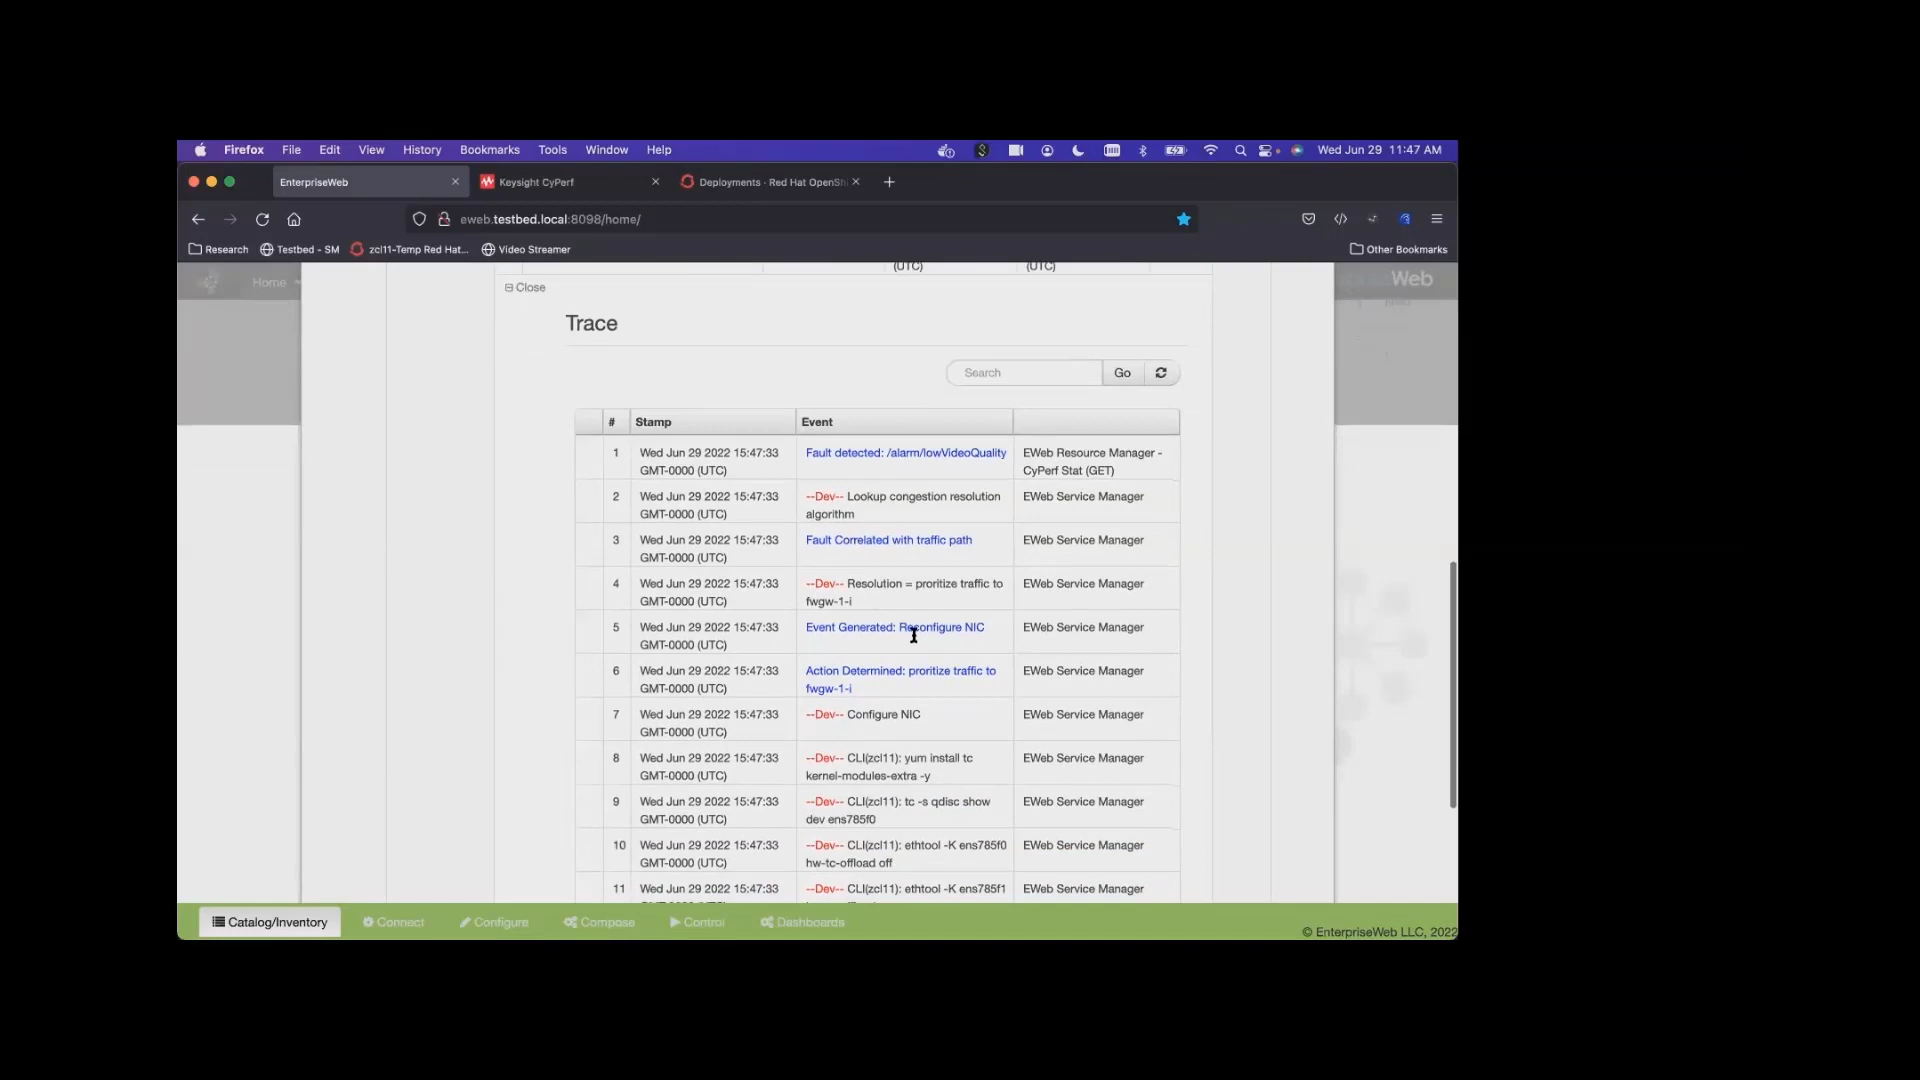 Firefox File Edit View History Bookmarks Tools Window Help Wed Jun 29 11:47 AM
EnterpriseWeb Keysight CyPerf Deployments · Red Hat OpenShi
eweb.testbed.local:8098/home/
Research Testbed - SM zcl11-Temp Red Hat... Video Streamer Other Bookmarks
(UTC) (UTC)
Home Web
Close
Trace
Search Go
# Stamp Event
1 Wed Jun 29 2022 15:47:33 Fault detected: /alarm/lowVideoQuality EWeb Resource Manager -
GMT-0000 (UTC) CyPerf Stat (GET)
2 Wed Jun 29 2022 15:47:33 --Dev-- Lookup congestion resolution EWeb Service Manager
GMT-0000 (UTC) algorithm
3 Wed Jun 29 2022 15:47:33 Fault Correlated with traffic path EWeb Service Manager
GMT-0000 (UTC)
4 Wed Jun 29 2022 15:47:33 --Dev-- Resolution = proritize traffic to EWeb Service Manager
GMT-0000 (UTC) fwgw-1-i
5 Wed Jun 29 2022 15:47:33 Event Generated: Reconfigure NIC EWeb Service Manager
GMT-0000 (UTC)
6 Wed Jun 29 2022 15:47:33 Action Determined: proritize traffic to EWeb Service Manager
GMT-0000 (UTC) fwgw-1-i
7 Wed Jun 29 2022 15:47:33 --Dev-- Configure NIC EWeb Service Manager
GMT-0000 (UTC)
8 Wed Jun 29 2022 15:47:33 --Dev-- CLI(zcl11): yum install tc EWeb Service Manager
GMT-0000 (UTC) kernel-modules-extra -y
9 Wed Jun 29 2022 15:47:33 --Dev-- CLI(zcl11): tc -s qdisc show EWeb Service Manager
GMT-0000 (UTC) dev ens785f0
10 Wed Jun 29 2022 15:47:33 --Dev-- CLI(zcl11): ethtool -K ens785f0 EWeb Service Manager
GMT-0000 (UTC) hw-tc-offload off
11 Wed Jun 29 2022 15:47:33 --Dev-- CLI(zcl11): ethtool -K ens785f1 EWeb Service Manager
Catalog/Inventory Connect Configure Compose Control Dashboards
© EnterpriseWeb LLC, 2022